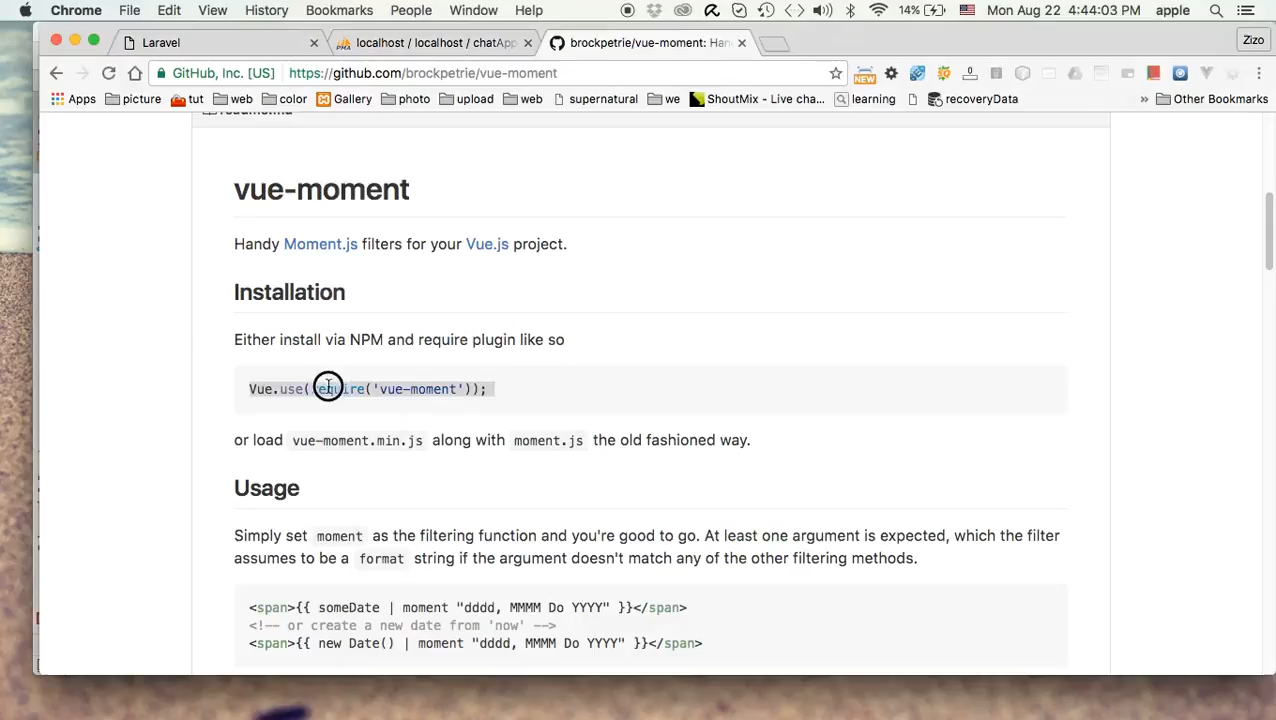 Chrome File Edit View History Bookmarks People Window Help 14% Mon Aug 22 4:44:03 PM apple
Laravel localhost / localhost / chatApp brockpetrie/vue-moment: Han Zizo
GitHub, Inc. [US] https://github.com/brockpetrie/vue-moment NEW
Apps picture tut web color Gallery photo upload web supernatural we ShoutMix - Live cha... learning recoveryData » Other Bookmarks
readme.md
vue-moment
Handy Moment.js filters for your Vue.js project.
Installation
Either install via NPM and require plugin like so
Vue.use(require('vue-moment'));
or load vue-moment.min.js along with moment.js the old fashioned way.
Usage
Simply set moment as the filtering function and you're good to go. At least one argument is expected, which the filter
assumes to be a format string if the argument doesn't match any of the other filtering methods.
<span>{{ someDate | moment "dddd, MMMM Do YYYY" }}</span>
<!-- or create a new date from 'now' -->
<span>{{ new Date() | moment "dddd, MMMM Do YYYY" }}</span>